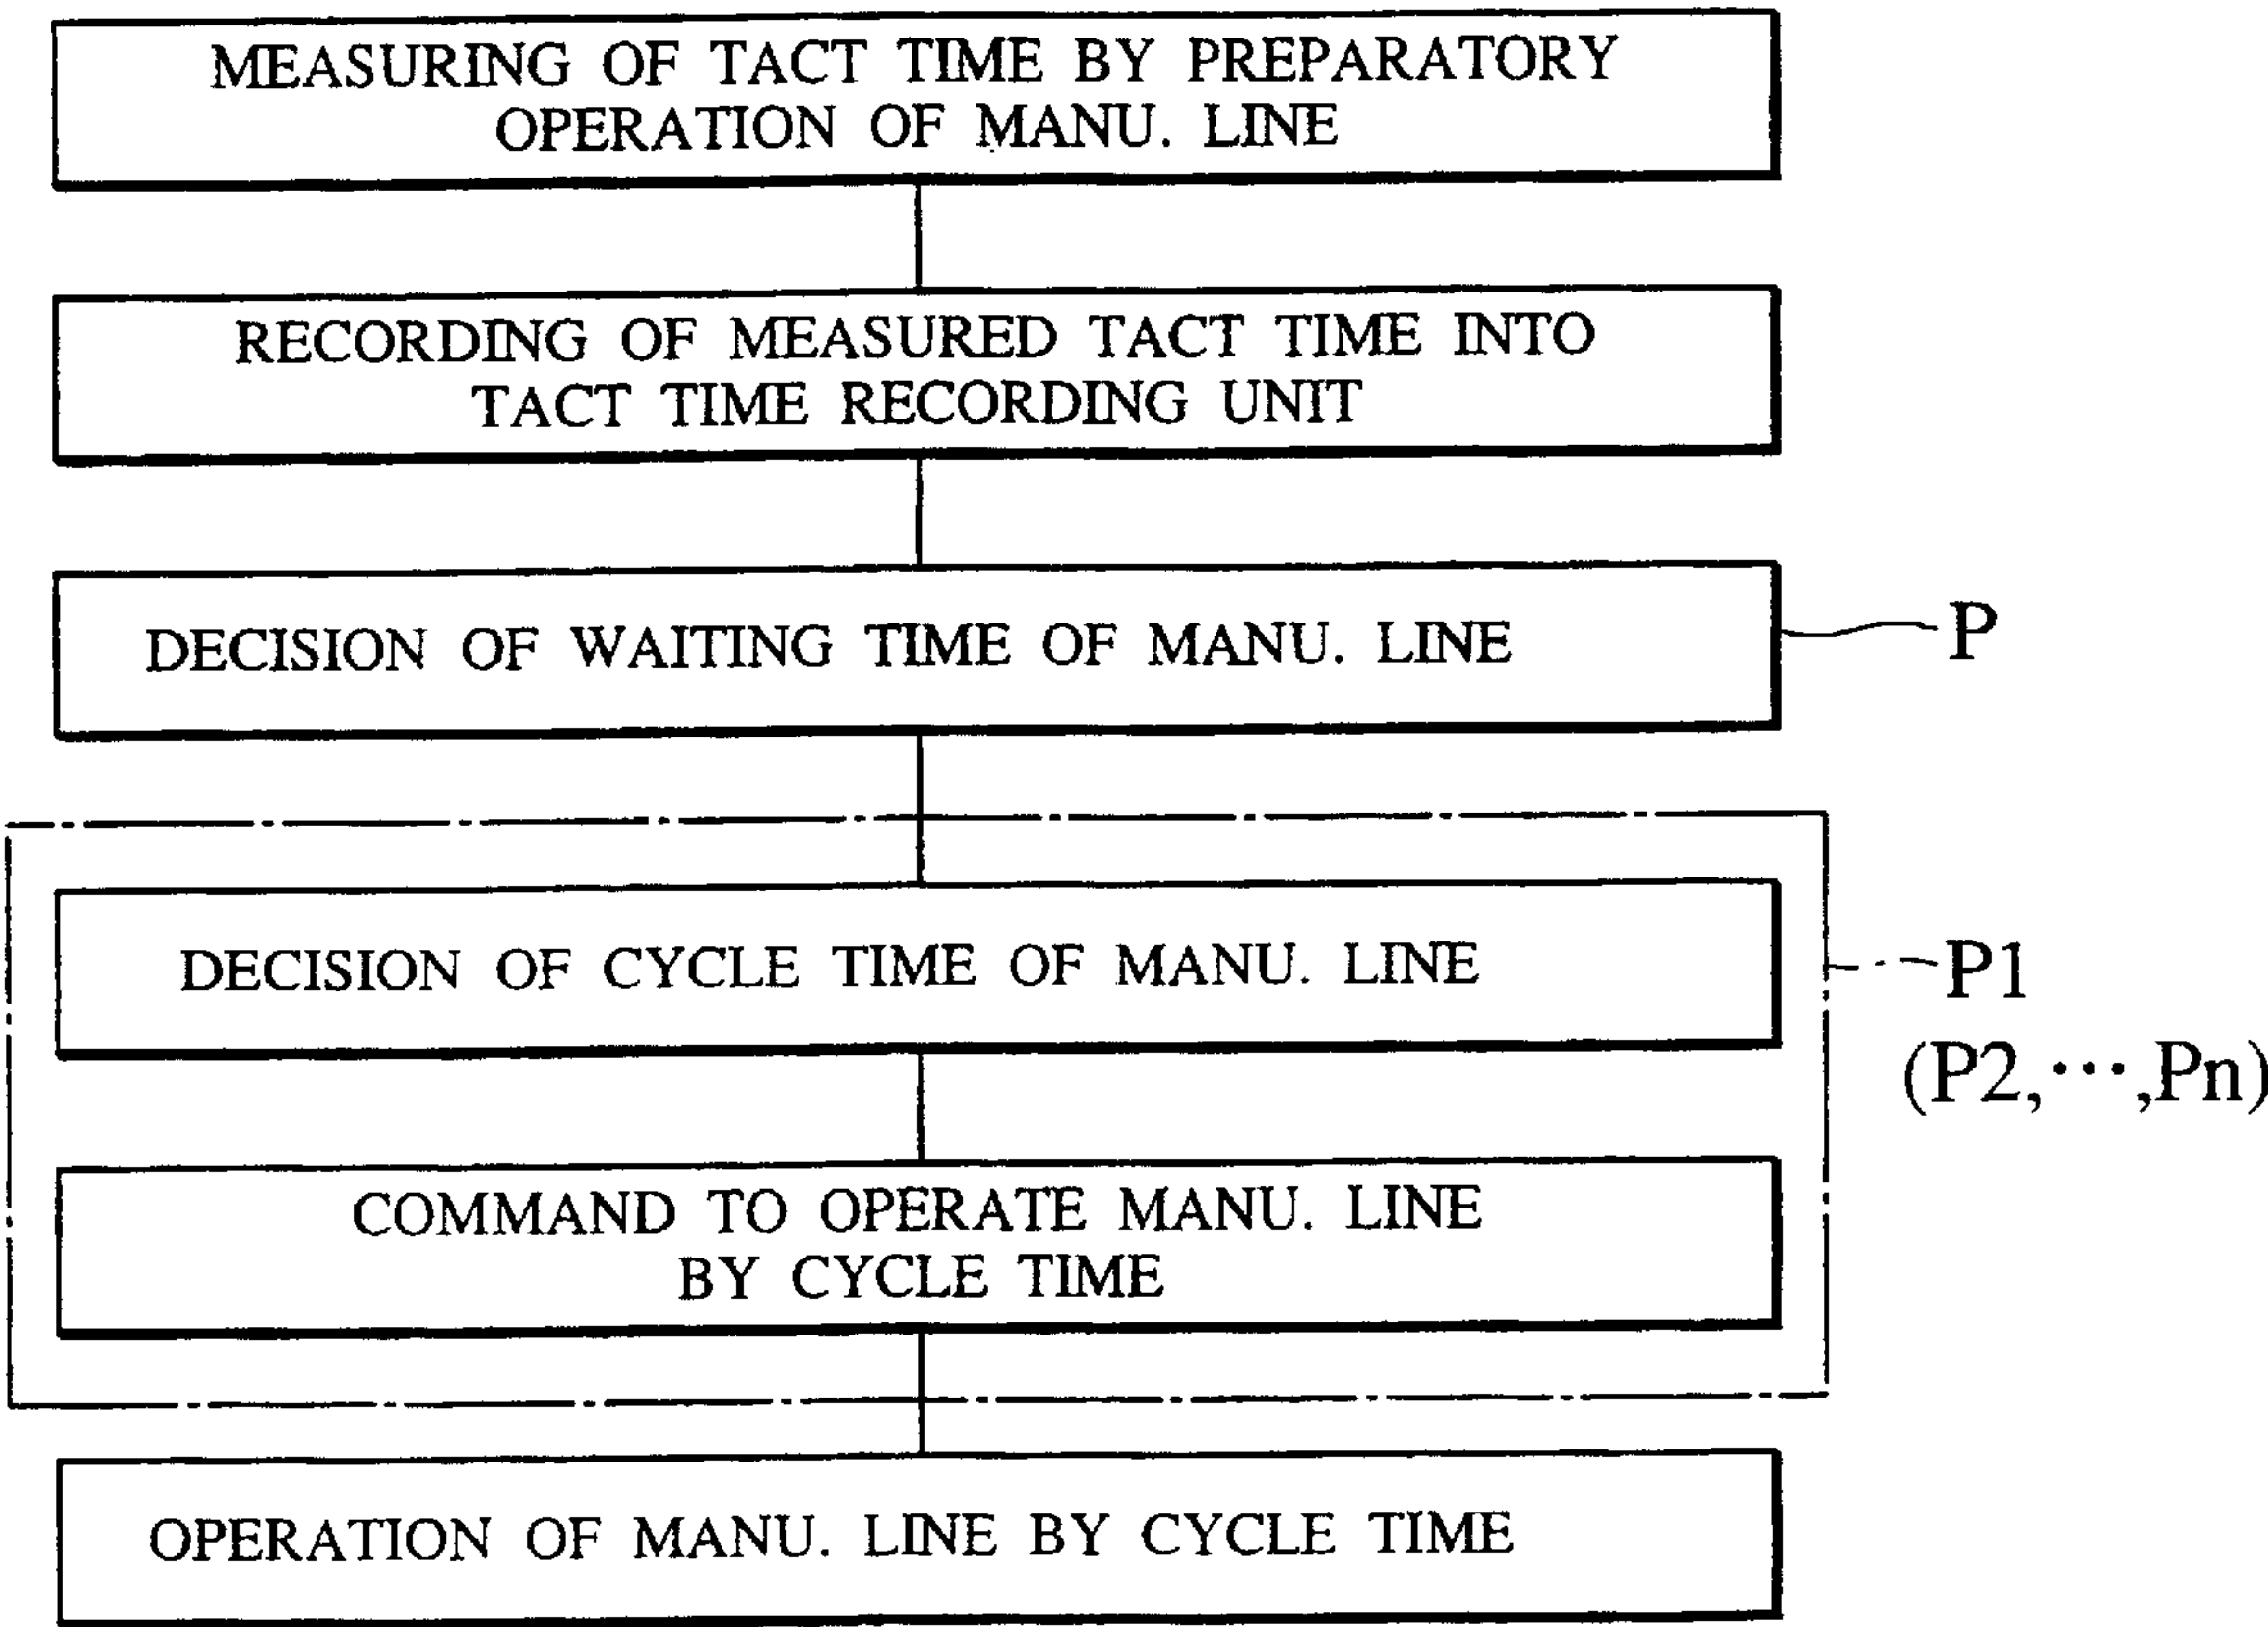 MEASURING OF TACT TIME BY PREPARATORY
OPERATION OF MANU. LINE
RECORDING OF MEASURED TACT TIME INTO
TACT TIME RECORDING UNIT
DECISION OF WAITING TIME OF MANU. LINE
P
DECISION OF CYCLE TIME OF MANU. LINE
P1
(P2,···,Pn)
COMMAND TO OPERATE MANU. LINE
BY CYCLE TIME
OPERATION OF MANU. LINE BY CYCLE TIME